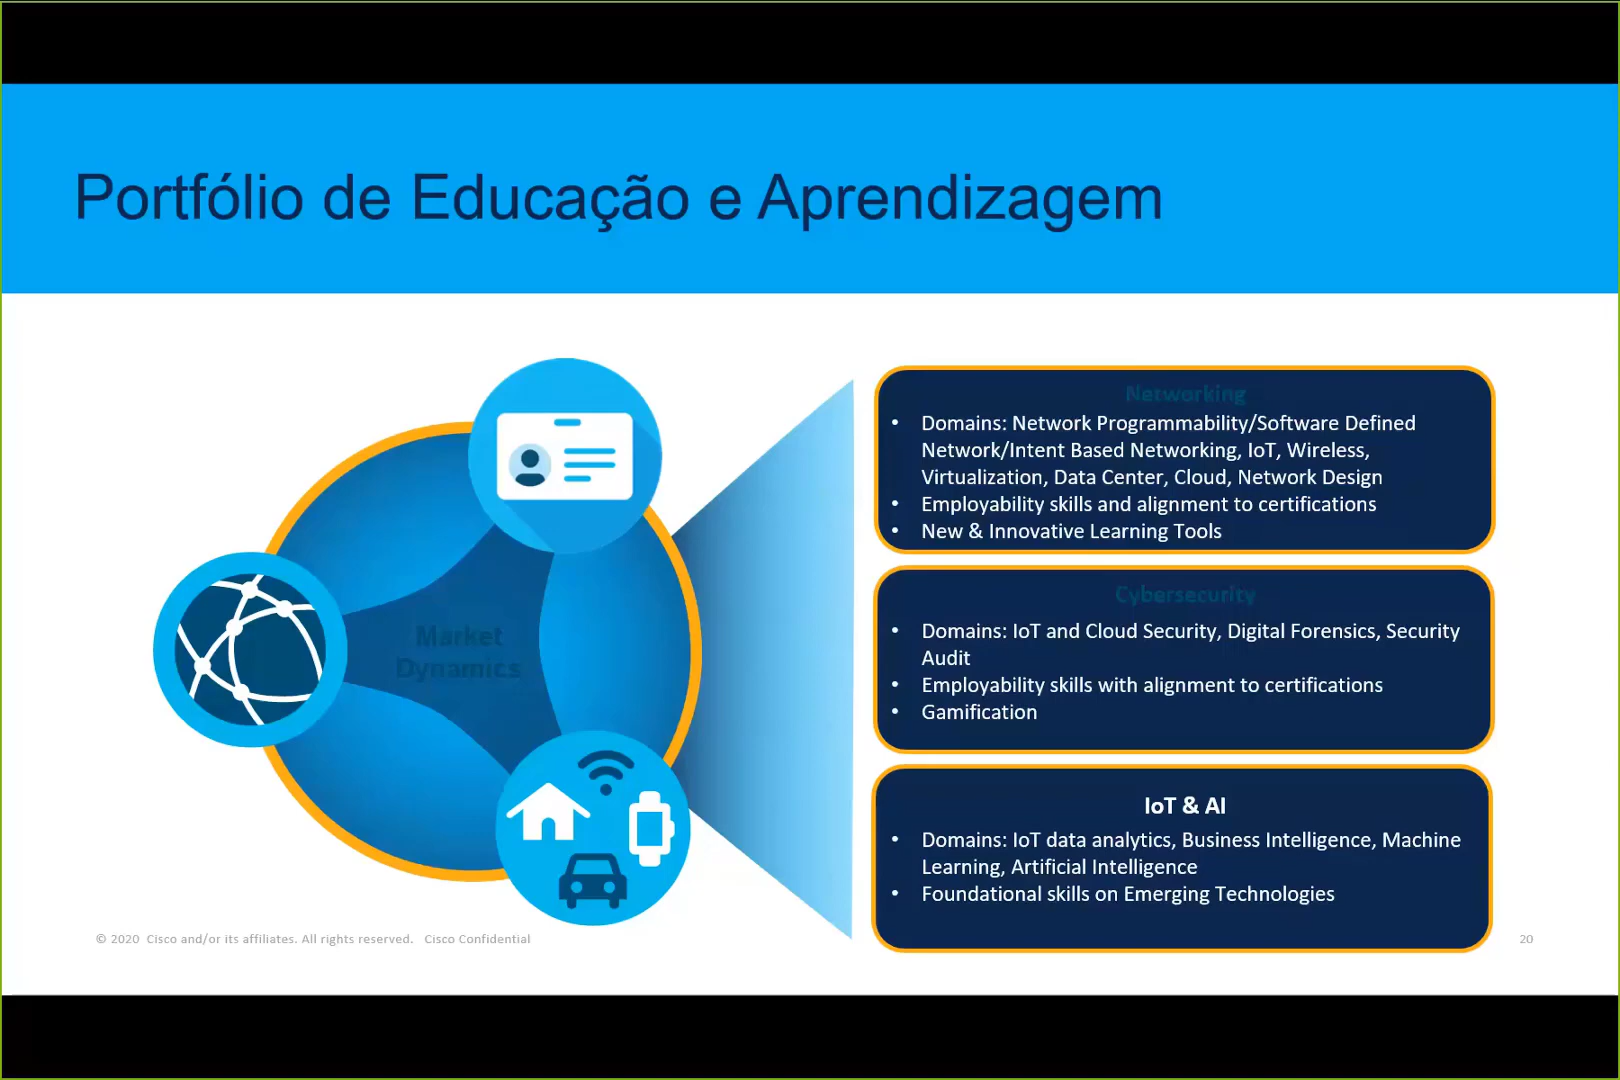 Portfólio de Educação e Aprendizagem
Market
Dynamics
Networking
• Domains: Network Programmability/Software Defined
Network/Intent Based Networking, IoT, Wireless,
Virtualization, Data Center, Cloud, Network Design
• Employability skills and alignment to certifications
• New & Innovative Learning Tools
Cybersecurity
• Domains: IoT and Cloud Security, Digital Forensics, Security
Audit
• Employability skills with alignment to certifications
• Gamification
IoT & AI
• Domains: IoT data analytics, Business Intelligence, Machine
Learning, Artificial Intelligence
• Foundational skills on Emerging Technologies
© 2020 Cisco and/or its affiliates. All rights reserved. Cisco Confidential
20